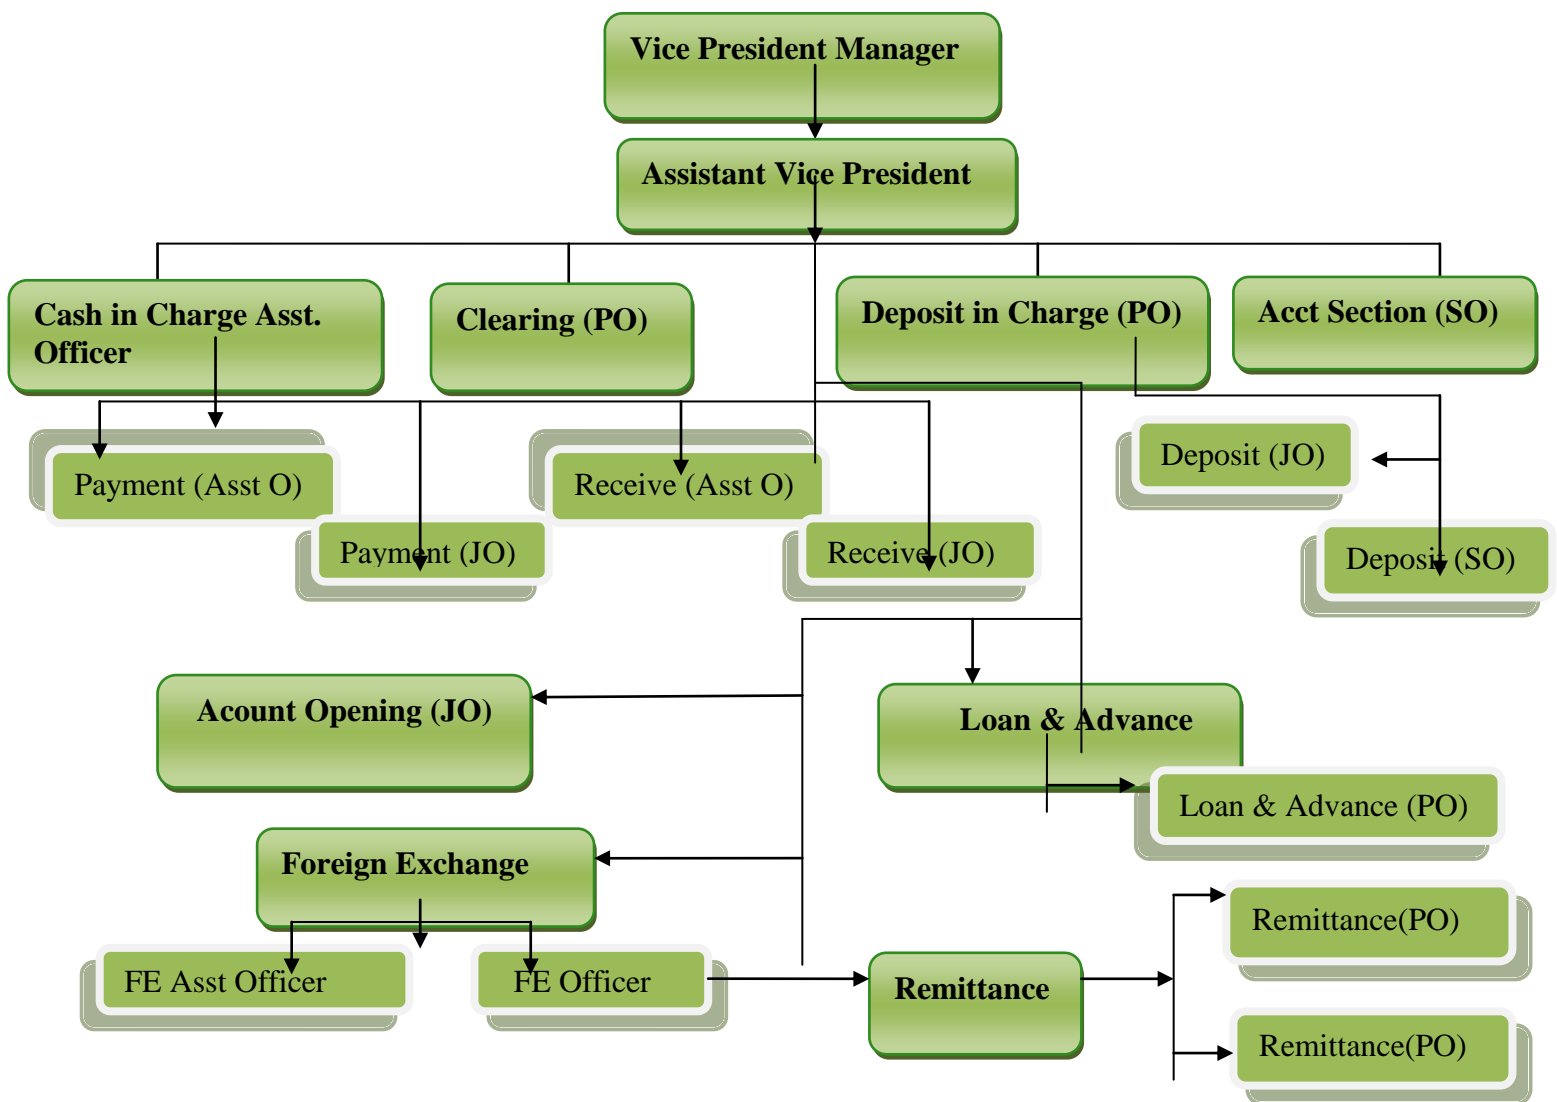 Vice President Manager
Assistant Vice President
Cash in Charge Asst.
Officer
Clearing (PO)
Deposit in Charge (PO)
Acct Section (SO)
Payment (Asst O)
Receive (Asst O)
Deposit (JO)
Payment (JO)
Receive (JO)
Deposit (SO)
Acount Opening (JO)
Loan & Advance
Loan & Advance (PO)
Foreign Exchange
Remittance(PO)
FE Asst Officer
FE Officer
Remittance
Remittance(PO)